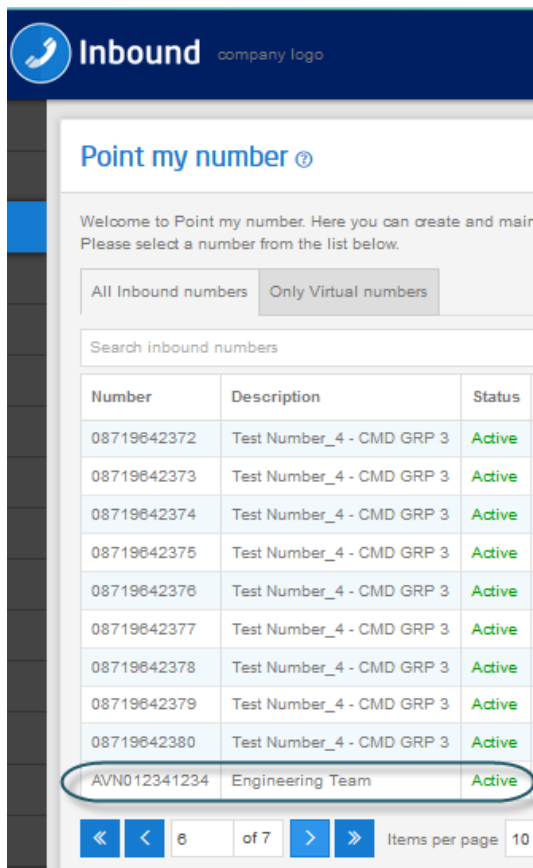 Inbound company logo
Point my number ?
Welcome to Point my number. Here you can create and main
Please select a number from the list below.
All Inbound numbers Only Virtual numbers
Search inbound numbers
Number Description Status
08719642372 Test Number_4 - CMD GRP 3 Active
08719642373 Test Number_4 - CMD GRP 3 Active
08719642374 Test Number_4 - CMD GRP 3 Active
08719642375 Test Number_4 - CMD GRP 3 Active
08719642376 Test Number_4 - CMD GRP 3 Active
08719642377 Test Number_4 - CMD GRP 3 Active
08719642378 Test Number_4 - CMD GRP 3 Active
08719642379 Test Number_4 - CMD GRP 3 Active
08719642380 Test Number_4 - CMD GRP 3 Active
AVN012341234 Engineering Team Active
« < 6 of 7 > » Items per page 10